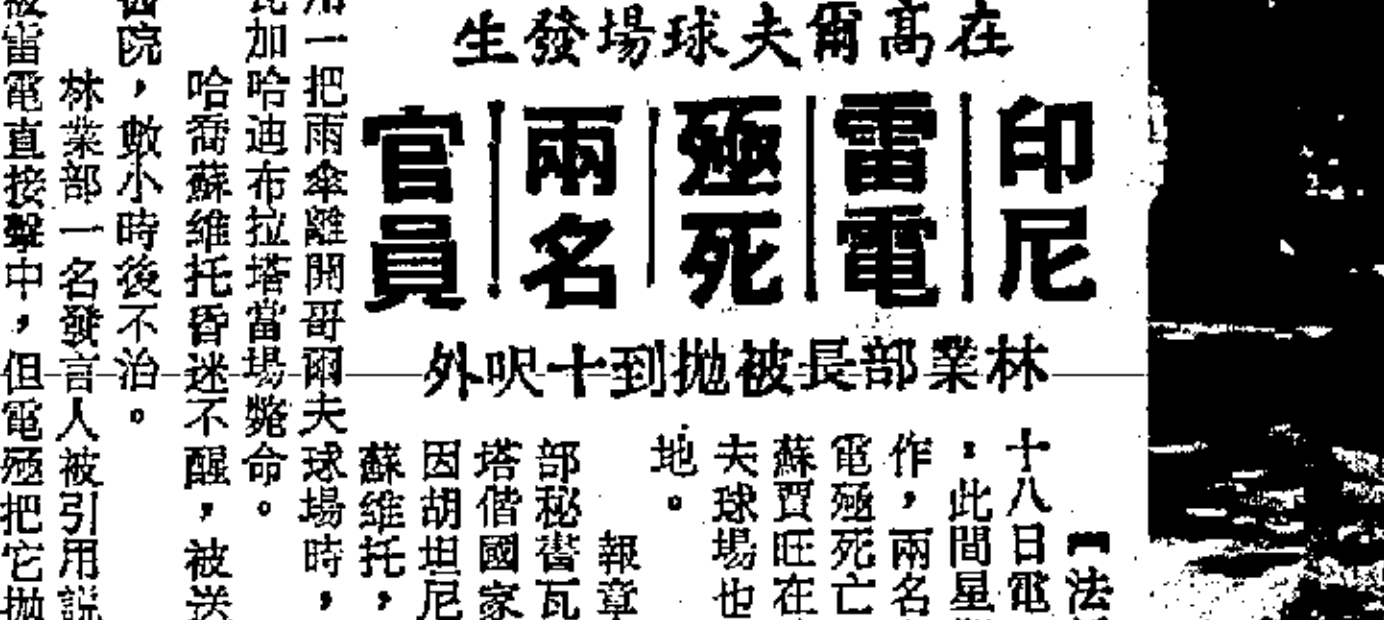 在高爾夫球場發生
印尼
雷電
殛死
兩名
官員
林業部長被拋到十呎外
【法
十八日電
：此間星
作，兩名
電殛死亡
蘇賈旺在
夫球場也
地。
報章
部秘書瓦
塔偕國家
因胡坦尼
蘇維托，
一把雨傘離開哥爾夫球場時，
加哈迪布拉塔當場斃命。
哈喬蘇維托昏迷不醒，被送
院，數小時後不治。
林業部一名發言人被引用說
被雷電直接擊中，但電殛把它拋